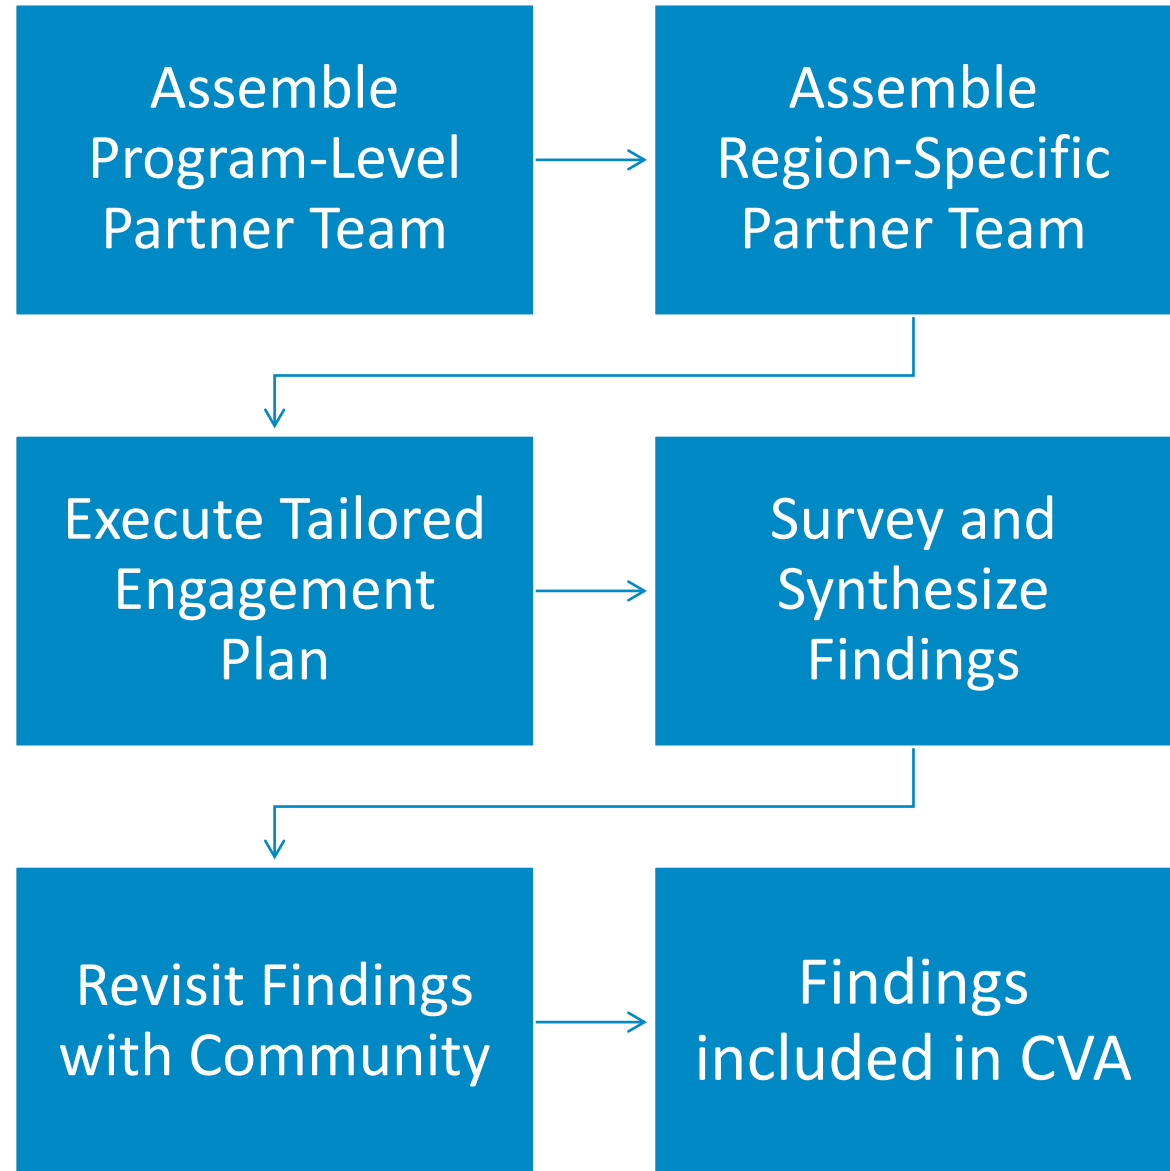 Assemble
Program-Level
Partner Team
Assemble
Region-Specific
Partner Team
Execute Tailored
Engagement
Plan
Survey and
Synthesize
Findings
Revisit Findings
with Community
Findings
included in CVA